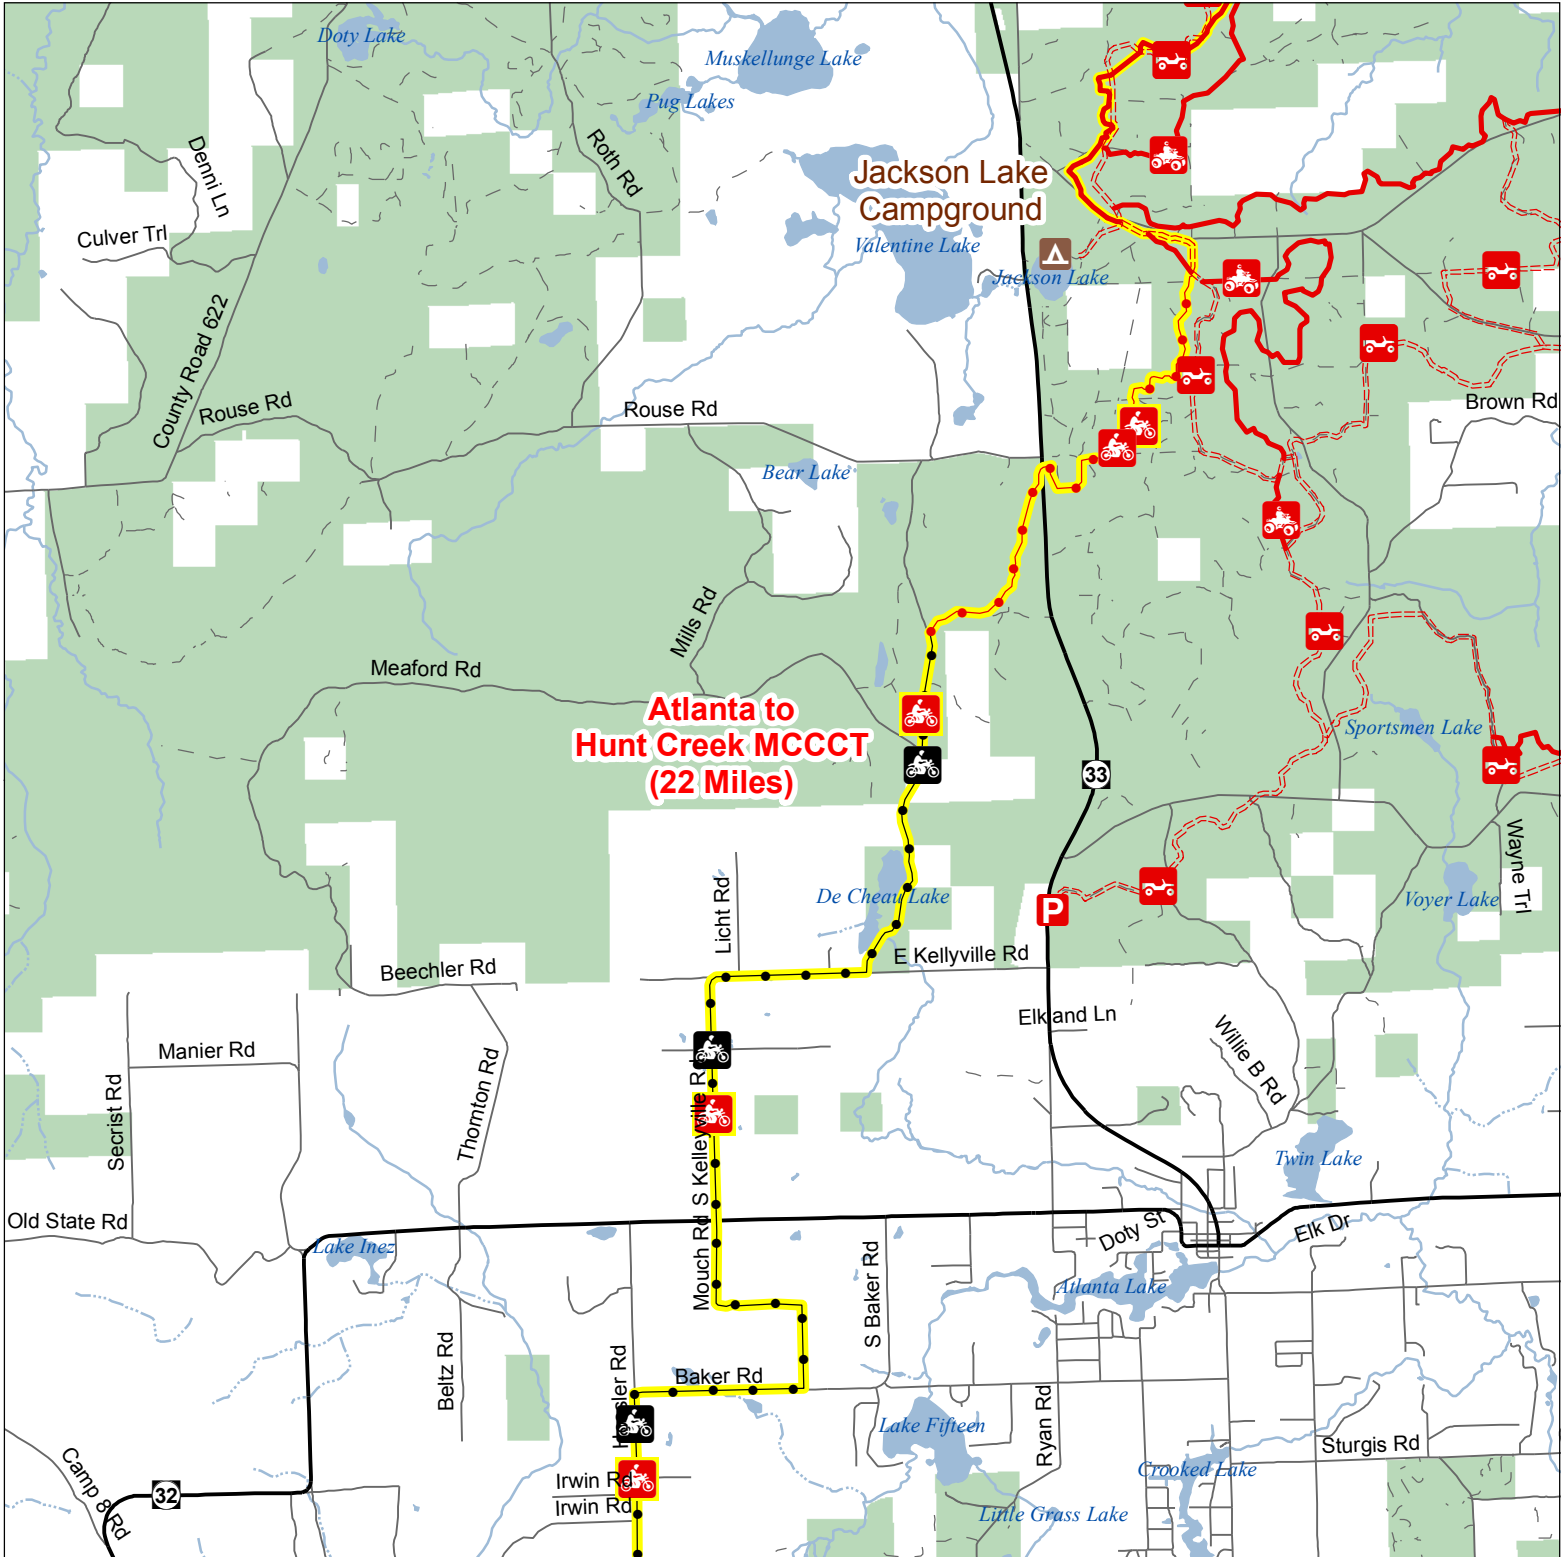 Doty Lake
Muskellunge Lake
Pug Lakes
Denni Ln
Roth Rd
Jackson Lake
Campground
Culver Trl
Valentine Lake
Jackson Lake
County Road 622
Rouse Rd
Rouse Rd
Brown Rd
Bear Lake
Mills Rd
Meaford Rd
Atlanta to
Hunt Creek MCCCT
(22 Miles)
Sportsmen Lake
33
Wayne Trl
Licht Rd
De Cheau Lake
P
Voyer Lake
E Kellyville Rd
Beechler Rd
Elkland Ln
Willie B Rd
Manier Rd
Thornton Rd
Secrist Rd
S Kelleyville Rd
Twin Lake
Old State Rd
Mouch Rd
Doty St
Elk Dr
Lake Inez
S Baker Rd
Atlanta Lake
Beltz Rd
Baker Rd
Ryan Rd
Lake Fifteen
Sturgis Rd
Camp 8 Rd
32
Irwin Rd
Irwin Rd
Crooked Lake
Little Grass Lake